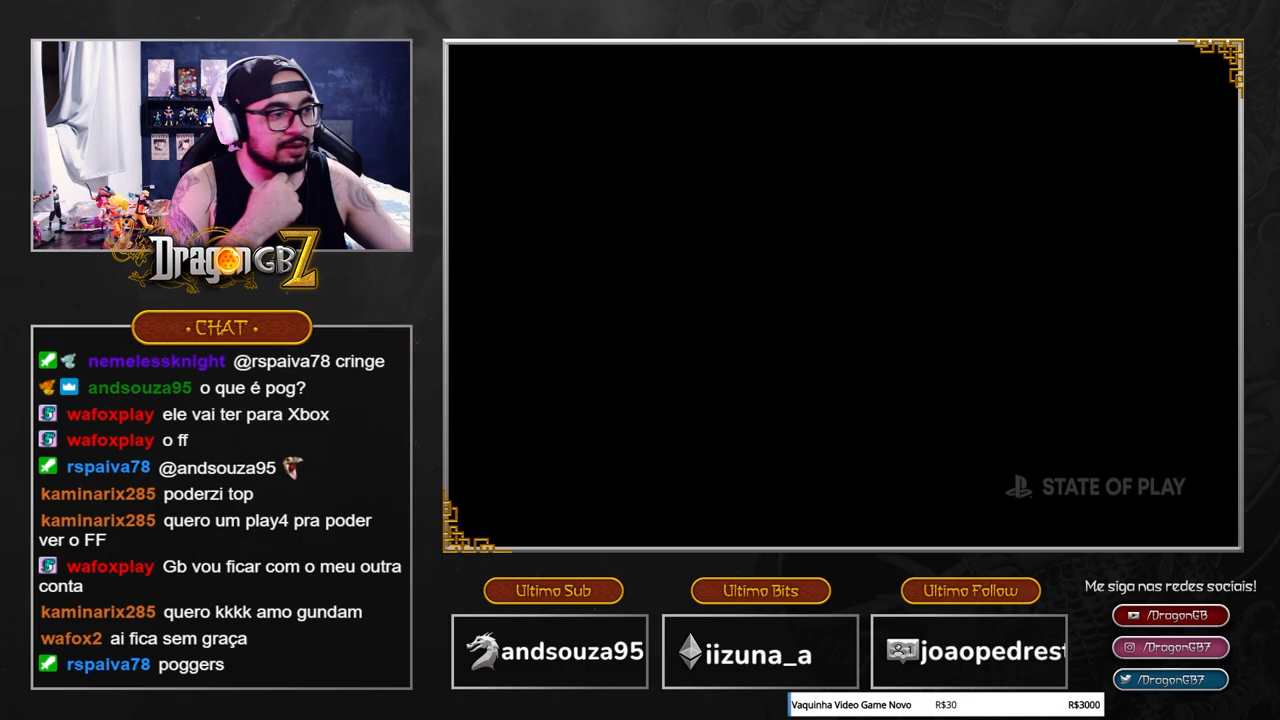 DragonGBZ
• CHAT •
nemelessknight @rspaiva78 cringe
andsouza95 o que é pog?
wafoxplay ele vai ter para Xbox
wafoxplay o ff
rspaiva78 @andsouza95
kaminarix285 poderzi top
kaminarix285 quero um play4 pra poder
ver o FF
wafoxplay Gb vou ficar com o meu outra
conta
kaminarix285 quero kkkk amo gundam
wafox2 ai fica sem graça
rspaiva78 poggers
STATE OF PLAY
Ultimo Sub
andsouza95
Ultimo Bits
iizuna_a
Ultimo Follow
joaopedrest
Me siga nas redes sociais!
/DragonGB
/DragonGB7
/DragonGB7
Vaquinha Video Game Novo R$30 R$3000